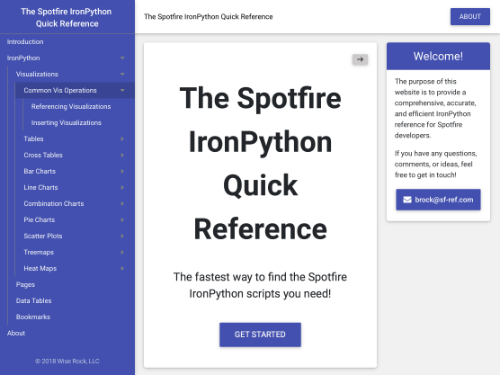 The Spotfire IronPython
Quick Reference
Introduction
IronPython
Visualizations
Common Vis Operations
Referencing Visualizations
Inserting Visualizations
Tables
Cross Tables
Bar Charts
Line Charts
Combination Charts
Pie Charts
Scatter Plots
Treemaps
Heat Maps
Pages
Data Tables
Bookmarks
About
© 2018 Wise Rock, LLC
The Spotfire IronPython Quick Reference
ABOUT
The Spotfire
IronPython
Quick
Reference
The fastest way to find the Spotfire
IronPython scripts you need!
GET STARTED
Welcome!
The purpose of this
website is to provide a
comprehensive, accurate,
and efficient IronPython
reference for Spotfire
developers.
If you have any questions,
comments, or ideas, feel
free to get in touch!
brock@sf-ref.com